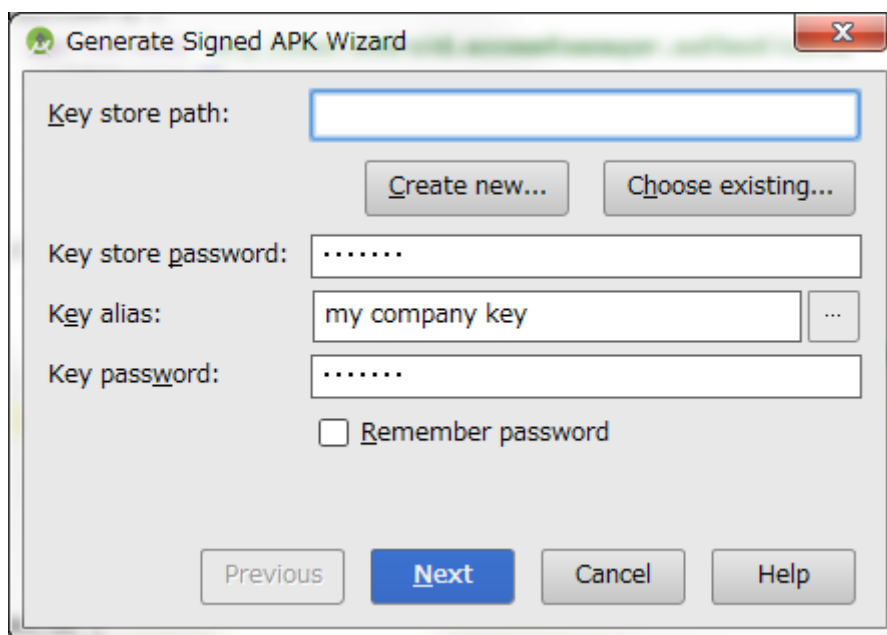 Generate Signed APK Wizard
Key store path:
Create new... Choose existing...
Key store password: •••••••
Key alias: my company key ...
Key password: •••••••
Remember password
Previous Next Cancel Help